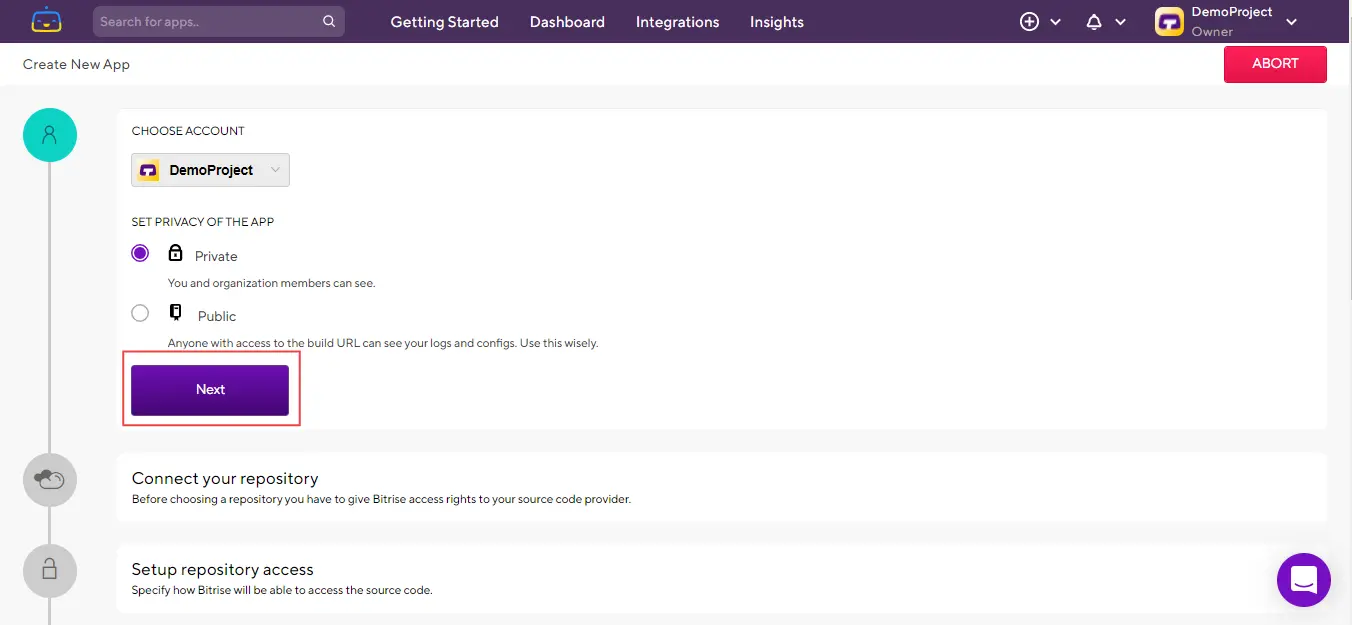 Search for apps..
Getting Started
Dashboard
Integrations
Insights
DemoProject
Owner
Create New App
ABORT
CHOOSE ACCOUNT
DemoProject
SET PRIVACY OF THE APP
Private
You and organization members can see.
Public
Anyone with access to the build URL can see your logs and configs. Use this wisely.
Next
Connect your repository
Before choosing a repository you have to give Bitrise access rights to your source code provider.
Setup repository access
Specify how Bitrise will be able to access the source code.